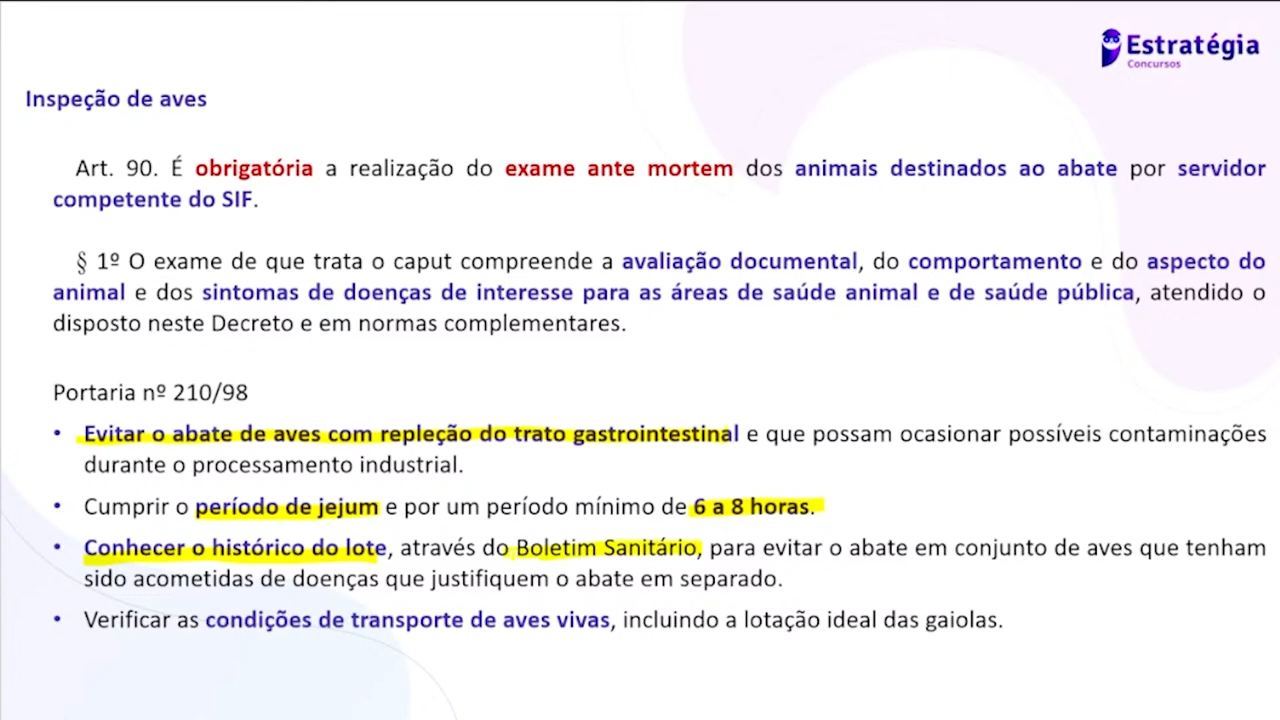 Estratégia
Concursos
Inspeção de aves
Art. 90. É obrigatória a realização do exame ante mortem dos animais destinados ao abate por servidor
competente do SIF.
§ 1º O exame de que trata o caput compreende a avaliação documental, do comportamento e do aspecto do
animal e dos sintomas de doenças de interesse para as áreas de saúde animal e de saúde pública, atendido o
disposto neste Decreto e em normas complementares.
Portaria nº 210/98
• Evitar o abate de aves com repleção do trato gastrointestinal e que possam ocasionar possíveis contaminações
durante o processamento industrial.
• Cumprir o período de jejum e por um período mínimo de 6 a 8 horas.
• Conhecer o histórico do lote, através do Boletim Sanitário, para evitar o abate em conjunto de aves que tenham
sido acometidas de doenças que justifiquem o abate em separado.
• Verificar as condições de transporte de aves vivas, incluindo a lotação ideal das gaiolas.